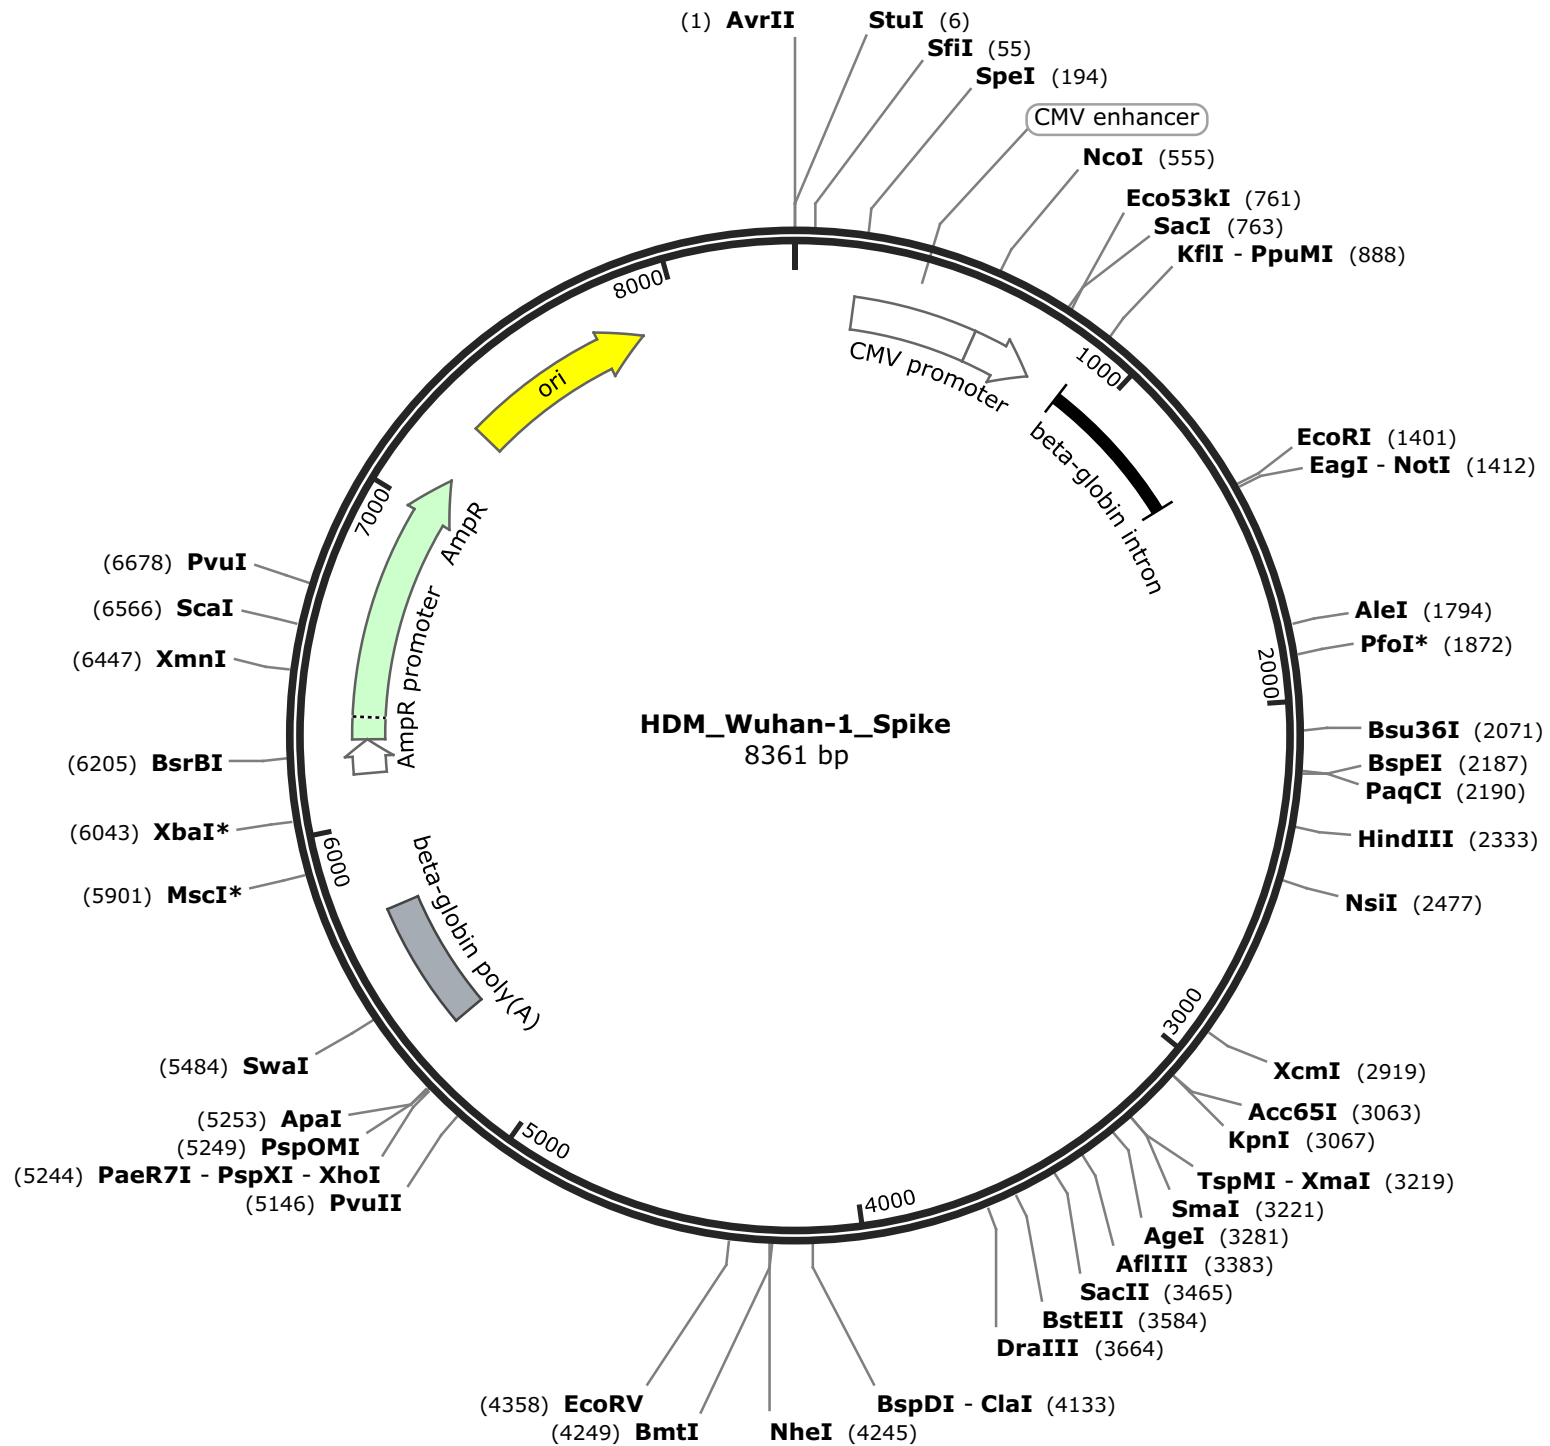 (1) AvrII
StuI (6)
SfiI (55)
SpeI (194)
CMV enhancer
NcoI (555)
Eco53kI (761)
SacI (763)
KflI - PpuMI (888)
EcoRI (1401)
EagI - NotI (1412)
AleI (1794)
PfoI* (1872)
Bsu36I (2071)
BspEI (2187)
PaqCI (2190)
HindIII (2333)
NsiI (2477)
XcmI (2919)
Acc65I (3063)
KpnI (3067)
TspMI - XmaI (3219)
SmaI (3221)
AgeI (3281)
AflIII (3383)
SacII (3465)
BstEII (3584)
DraIII (3664)
BspDI - ClaI (4133)
NheI (4245)
(4249) BmtI
(4358) EcoRV
(5146) PvuII
(5244) PaeR7I - PspXI - XhoI
(5249) PspOMI
(5253) ApaI
(5484) SwaI
(5901) MscI*
(6043) XbaI*
(6205) BsrBI
(6447) XmnI
(6566) ScaI
(6678) PvuI
1000
2000
3000
4000
5000
6000
7000
8000
CMV promoter
beta-globin intron
beta-globin poly(A)
AmpR promoter
AmpR
ori
HDM_Wuhan-1_Spike
8361 bp